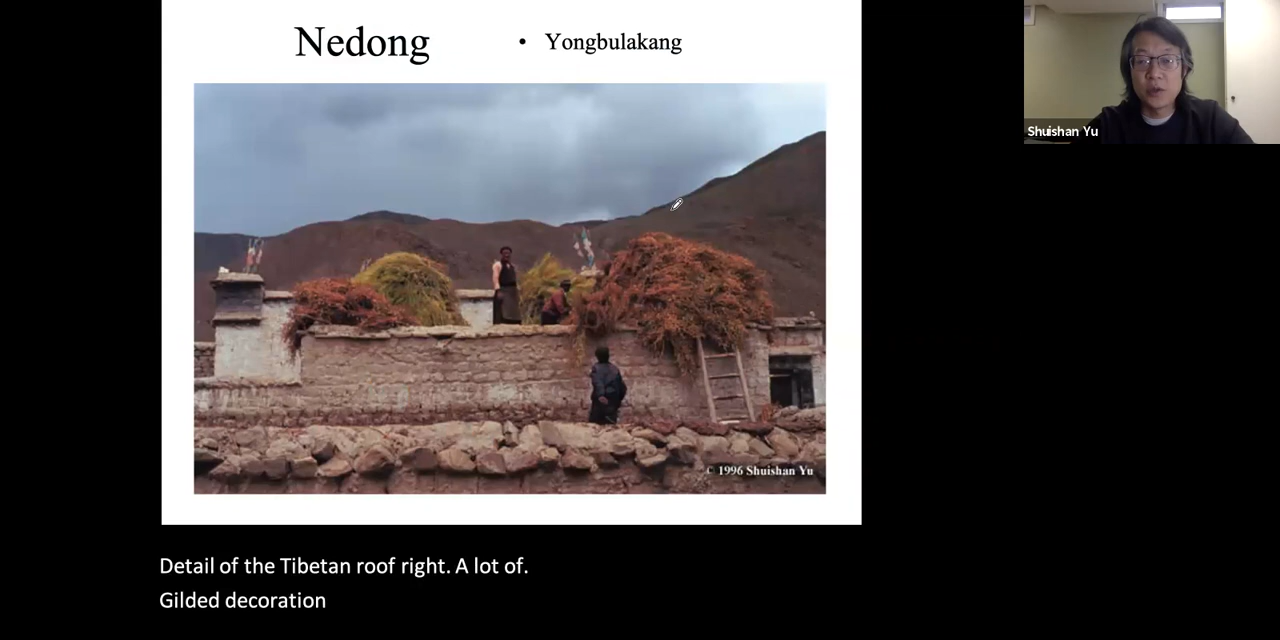 Nedong
• Yongbulakang
Shuishan Yu
© 1996 Shuishan Yu
Detail of the Tibetan roof right. A lot of.
Gilded decoration